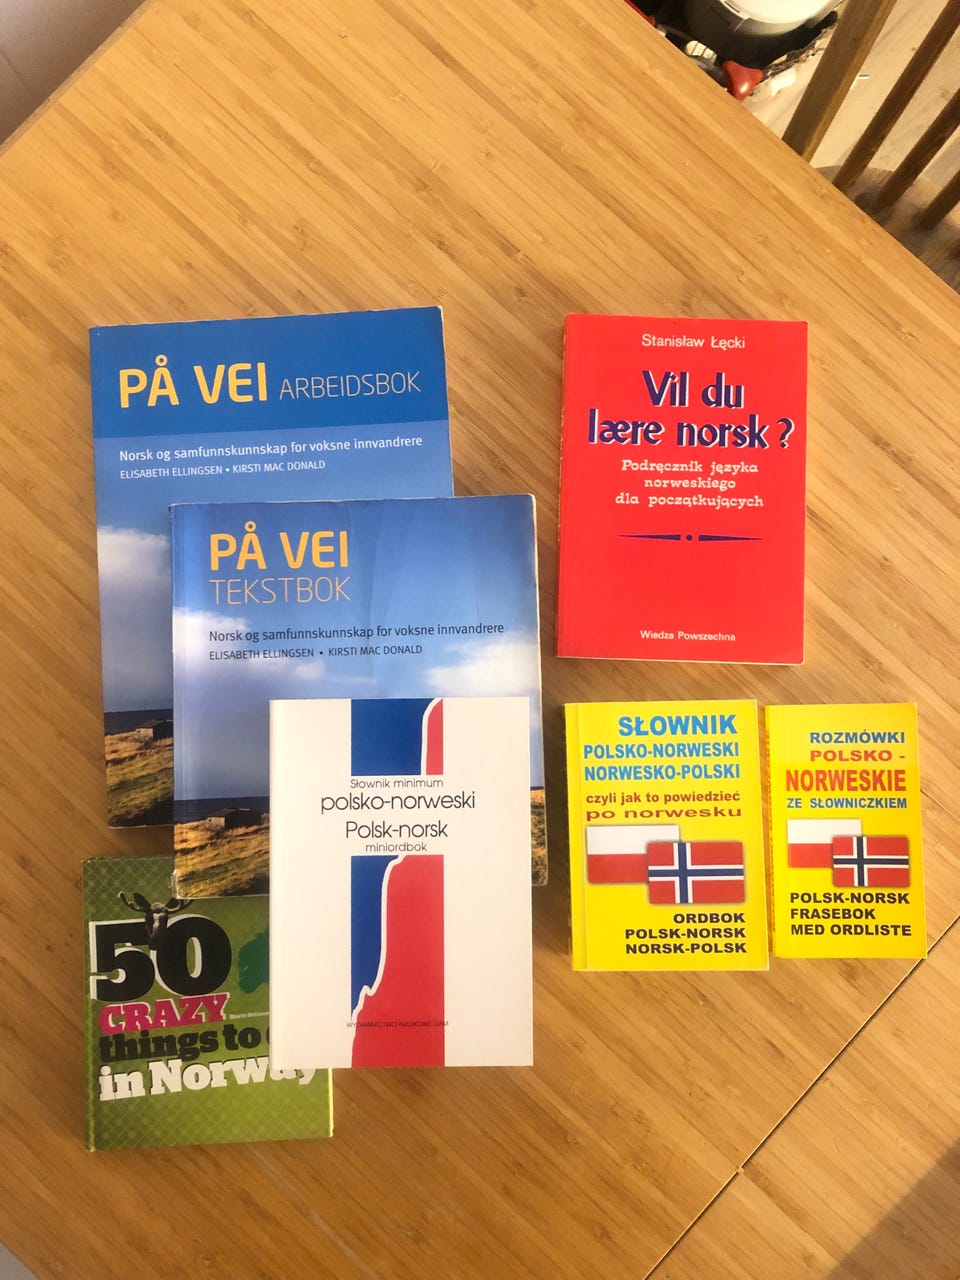 PÅ VEI ARBEIDSBOK
Norsk og samfunnskunnskap for voksne innvandrere
ELISABETH ELLINGSEN • KIRSTI MAC DONALD
PÅ VEI
TEKSTBOK
Norsk og samfunnskunnskap for voksne innvandrere
ELISABETH ELLINGSEN • KIRSTI MAC DONALD
Słownik minimum
polsko-norweski
Polsk-norsk
miniordbok
WYDAWNICTWO NAUKOWE UAM
50
CRAZY
things to
in Norway
Stanisław Łęcki
Vil du
lære norsk?
Podręcznik języka
norweskiego
dla początkujących
Wiedza Powszechna
SŁOWNIK
POLSKO-NORWESKI
NORWESKO-POLSKI
czyli jak to powiedzieć
po norwesku
ORDBOK
POLSK-NORSK
NORSK-POLSK
ROZMÓWKI
POLSKO -
NORWESKIE
ZE SŁOWNICZKIEM
POLSK-NORSK
FRASEBOK
MED ORDLISTE